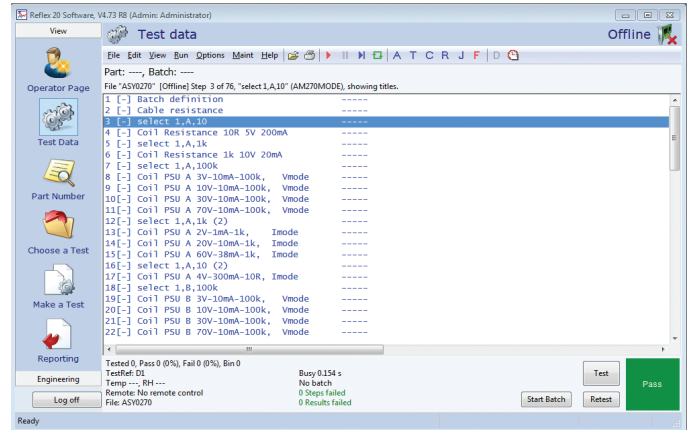 Reflex 20 Software, V4.73 R8 (Admin: Administrator)
View
Test data
Offline
File Edit View Run Options Maint Help
A T C R J F D
Part: ----, Batch: ----
File "ASY0270" [Offline] Step 3 of 76, "select 1,A,10" (AM270MODE), showing titles.
Operator Page
Test Data
Part Number
Choose a Test
Make a Test
Reporting
Engineering
Log off
1 [-] Batch definition -----
2 [-] Cable resistance -----
3 [-] select 1,A,10 -----
4 [-] Coil Resistance 10R 5V 200mA -----
5 [-] select 1,A,1k -----
6 [-] Coil Resistance 1k 10V 20mA -----
7 [-] select 1,A,100k -----
8 [-] Coil PSU A 3V-10mA-100k, Vmode -----
9 [-] Coil PSU A 10V-10mA-100k, Vmode -----
10[-] Coil PSU A 30V-10mA-100k, Vmode -----
11[-] Coil PSU A 70V-10mA-100k, Vmode -----
12[-] select 1,A,1k (2) -----
13[-] Coil PSU A 2V-1mA-1k, Imode -----
14[-] Coil PSU A 20V-10mA-1k, Imode -----
15[-] Coil PSU A 60V-38mA-1k, Imode -----
16[-] select 1,A,10 (2) -----
17[-] Coil PSU A 4V-300mA-10R, Imode -----
18[-] select 1,B,100k -----
19[-] Coil PSU B 3V-10mA-100k, Vmode -----
20[-] Coil PSU B 10V-10mA-100k, Vmode -----
21[-] Coil PSU B 30V-10mA-100k, Vmode -----
22[-] Coil PSU B 70V-10mA-100k, Vmode -----
Tested 0, Pass 0 (0%), Fail 0 (0%), Bin 0
TestRef: D1 Busy 0.154 s
Temp ---, RH --- No batch
Remote: No remote control 0 Steps failed
File: ASY0270 0 Results failed
Start Batch
Test
Retest
Pass
Ready